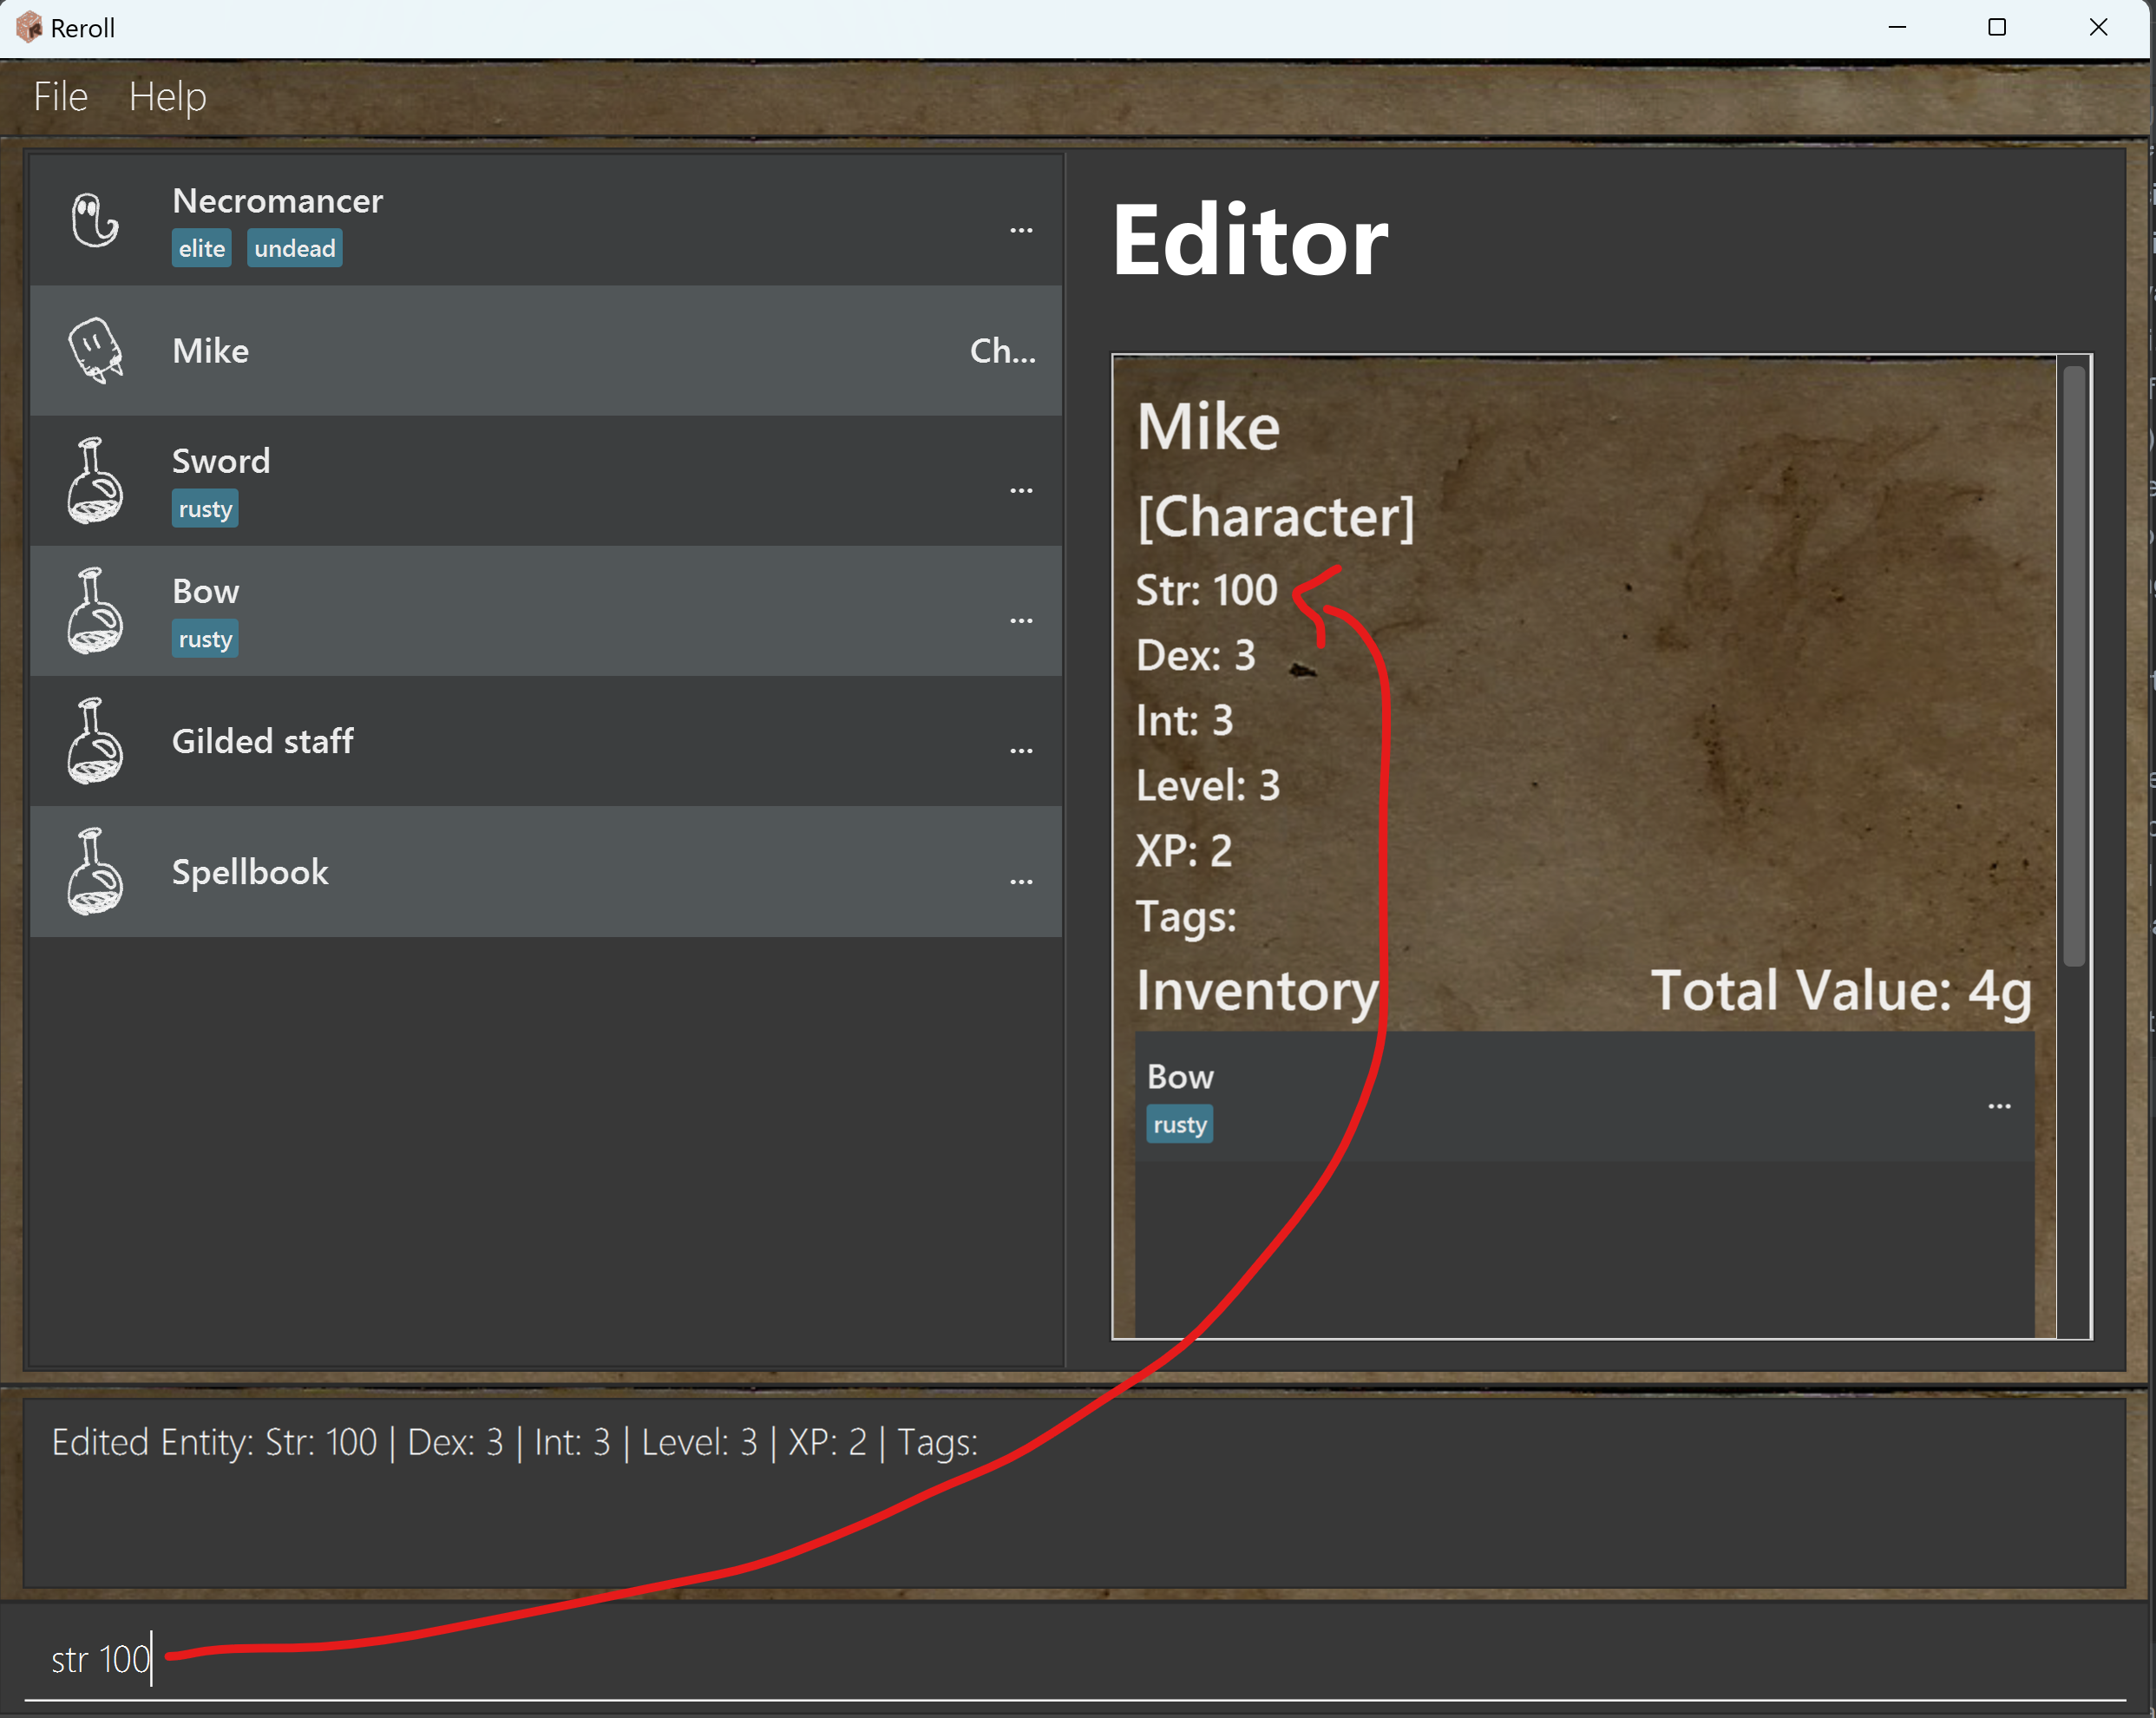 Reroll
File Help
Necromancer
elite undead
...
Mike
Ch...
Sword
rusty
...
Bow
rusty
...
Gilded staff
...
Spellbook
...
Editor
Mike
[Character]
Str: 100
Dex: 3
Int: 3
Level: 3
XP: 2
Tags:
Inventory Total Value: 4g
Bow
rusty
...
Edited Entity: Str: 100 | Dex: 3 | Int: 3 | Level: 3 | XP: 2 | Tags:
str 100